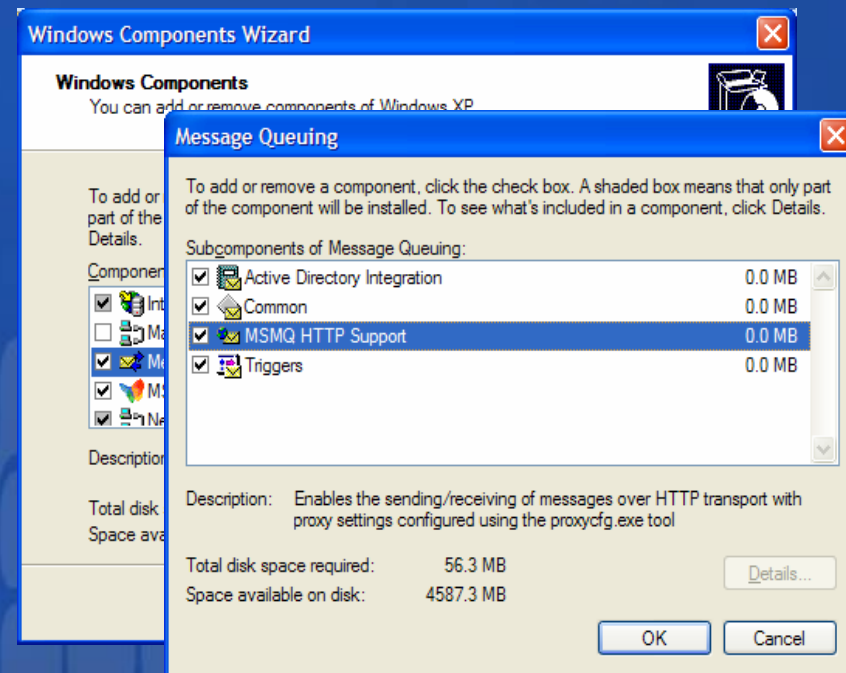 Windows Components Wizard
Windows Components
You can add or remove components of Windows XP.
Message Queuing
To add or
part of the
Details.
To add or remove a component, click the check box. A shaded box means that only part
of the component will be installed. To see what's included in a component, click Details.
Subcomponents of Message Queuing:
Active Directory Integration 0.0 MB
Common 0.0 MB
MSMQ HTTP Support 0.0 MB
Triggers 0.0 MB
Description: Enables the sending/receiving of messages over HTTP transport with
proxy settings configured using the proxycfg.exe tool
Total disk
Space ava
Total disk space required: 56.3 MB
Space available on disk: 4587.3 MB
Details...
OK Cancel